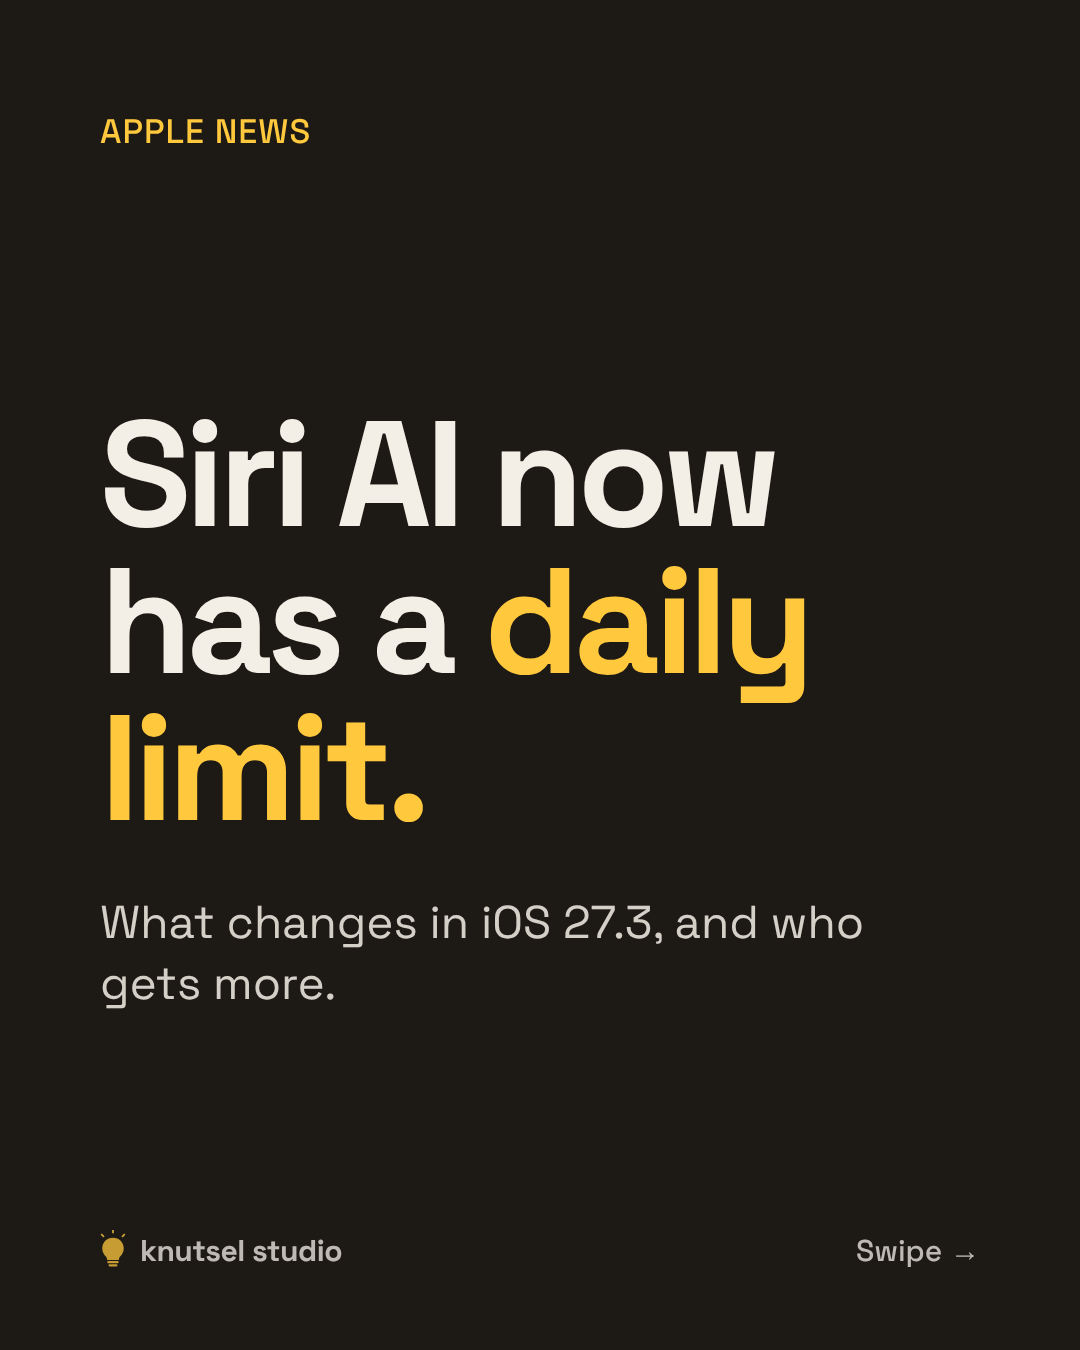 APPLE NEWS
Siri AI now
has a daily
limit.
What changes in iOS 27.3, and who
gets more.
knutsel studio
Swipe →